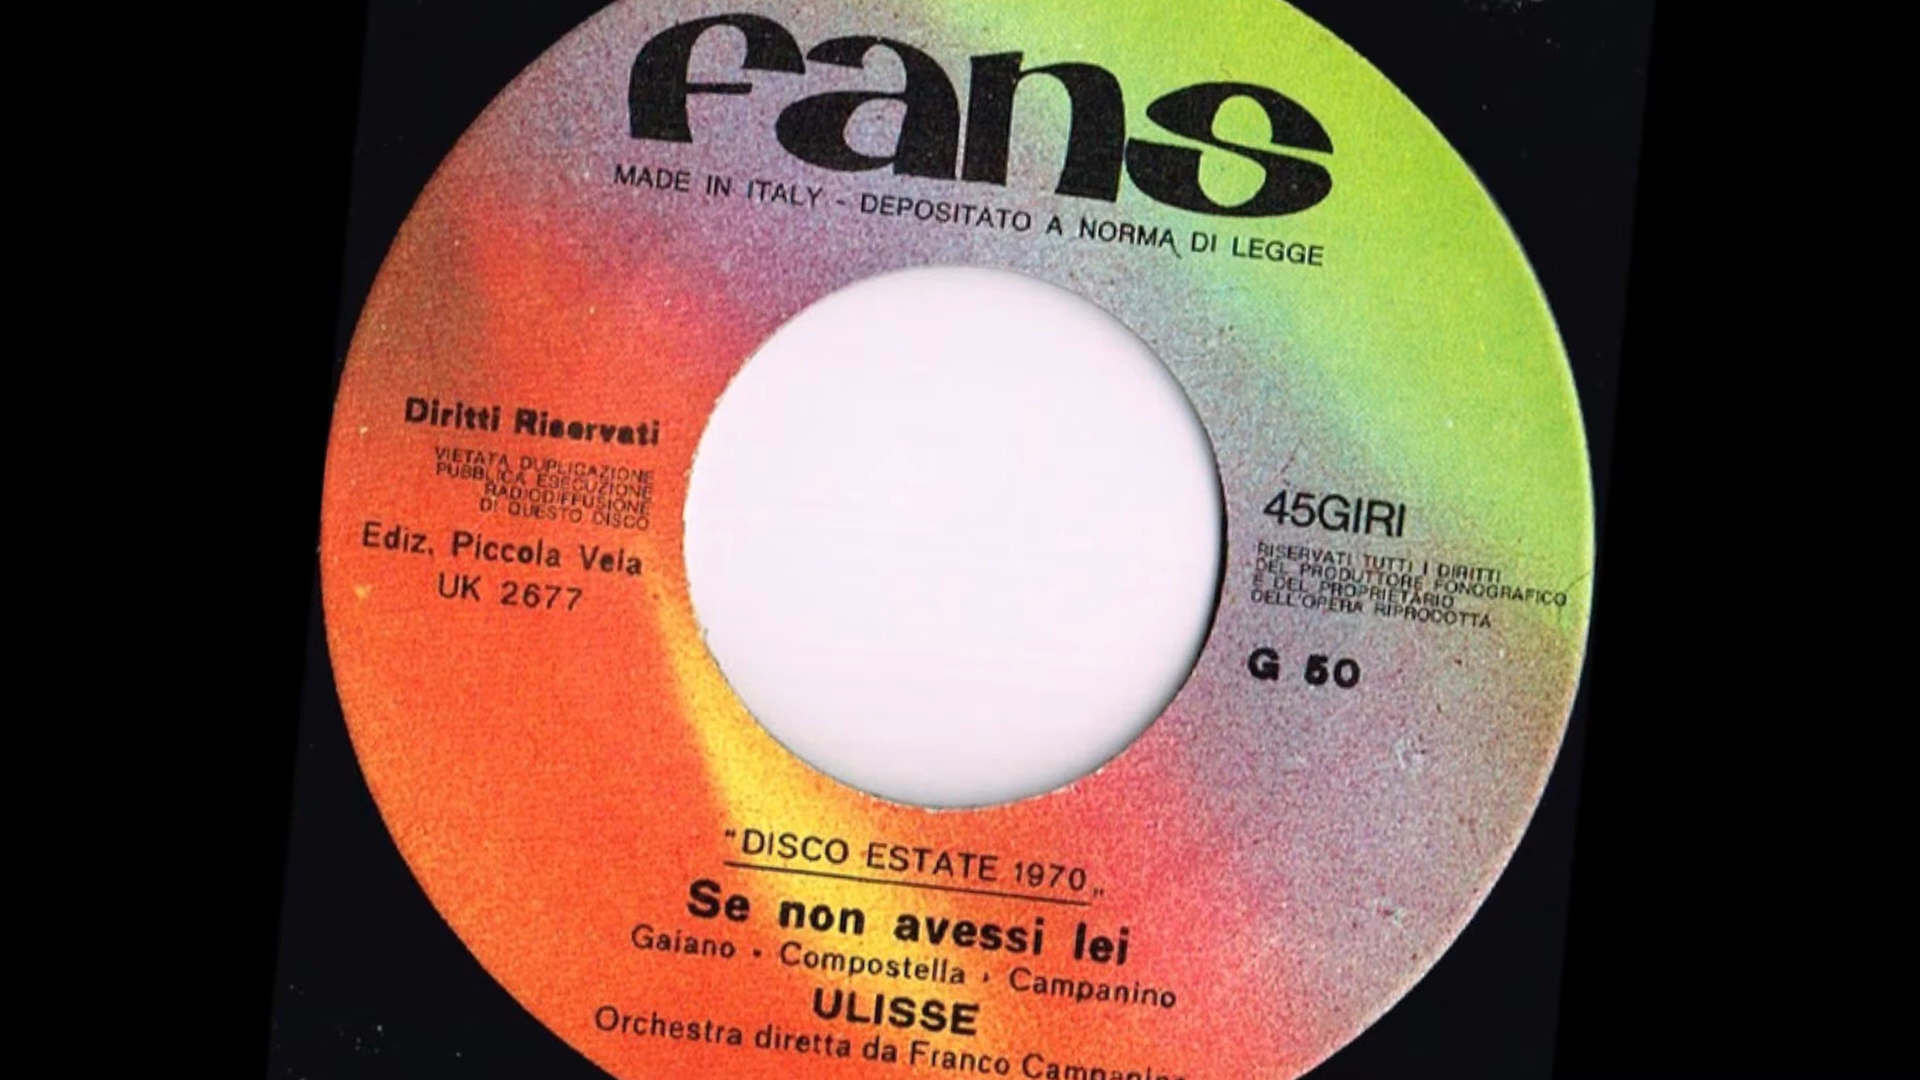 fans
MADE IN ITALY - DEPOSITATO A NORMA DI LEGGE
Diritti Riservati
VIETATA DUPLICAZIONE
PUBBLICA ESECUZIONE
RADIODIFFUSIONE
DI QUESTO DISCO
Ediz. Piccola Vela
UK 2677
45GIRI
RISERVATI TUTTI I DIRITTI
DEL PRODUTTORE FONOGRAFICO
E DEL PROPRIETARIO
DELL'OPERA RIPRODOTTA
G 50
"DISCO ESTATE 1970„
Se non avessi lei
Gaiano · Compostella · Campanino
ULISSE
Orchestra diretta da Franco Campanino